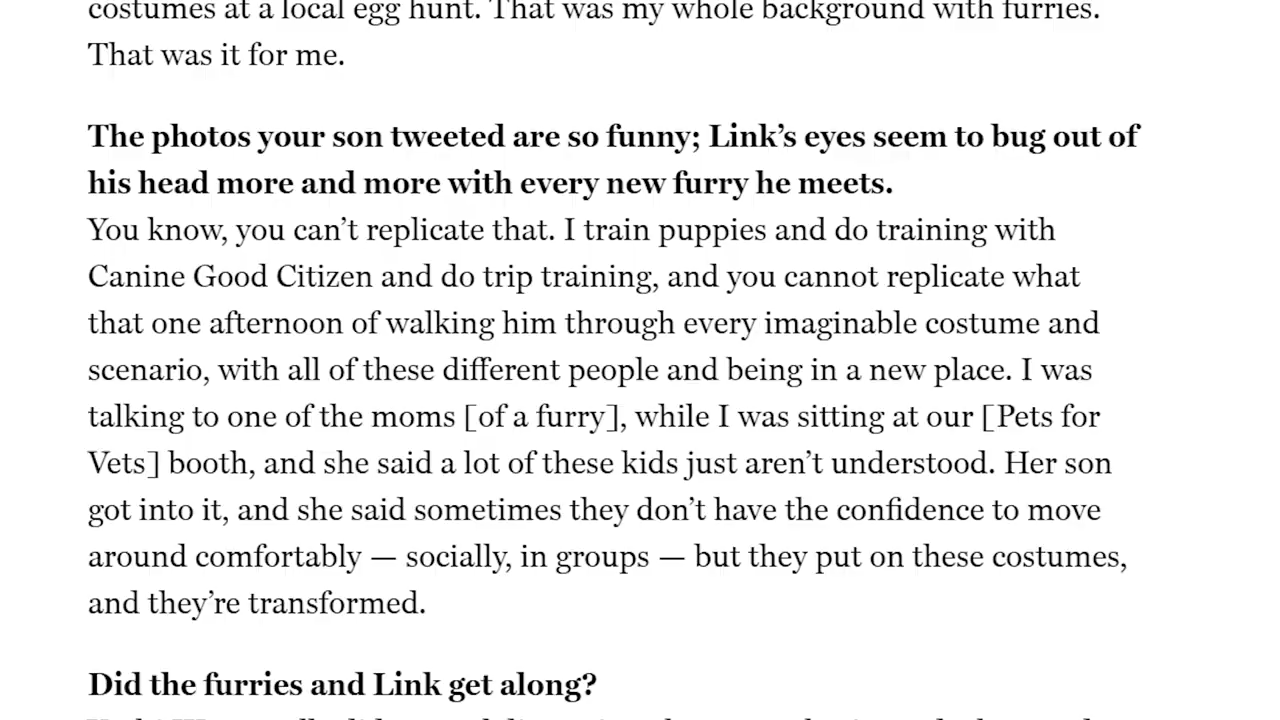 costumes at a local egg hunt. That was my whole background with furries.
That was it for me.
The photos your son tweeted are so funny; Link’s eyes seem to bug out of
his head more and more with every new furry he meets.
You know, you can’t replicate that. I train puppies and do training with
Canine Good Citizen and do trip training, and you cannot replicate what
that one afternoon of walking him through every imaginable costume and
scenario, with all of these different people and being in a new place. I was
talking to one of the moms [of a furry], while I was sitting at our [Pets for
Vets] booth, and she said a lot of these kids just aren’t understood. Her son
got into it, and she said sometimes they don’t have the confidence to move
around comfortably — socially, in groups — but they put on these costumes,
and they’re transformed.
Did the furries and Link get along?